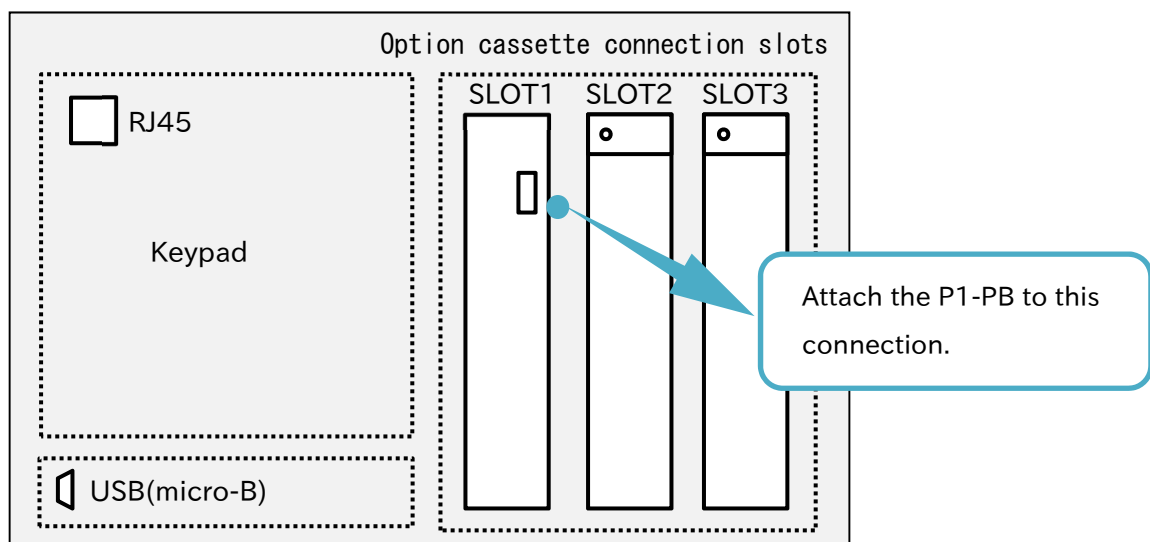 Option cassette connection slots
SLOT1 SLOT2 SLOT3
RJ45
Keypad
Attach the P1-PB to this
connection.
USB(micro-B)